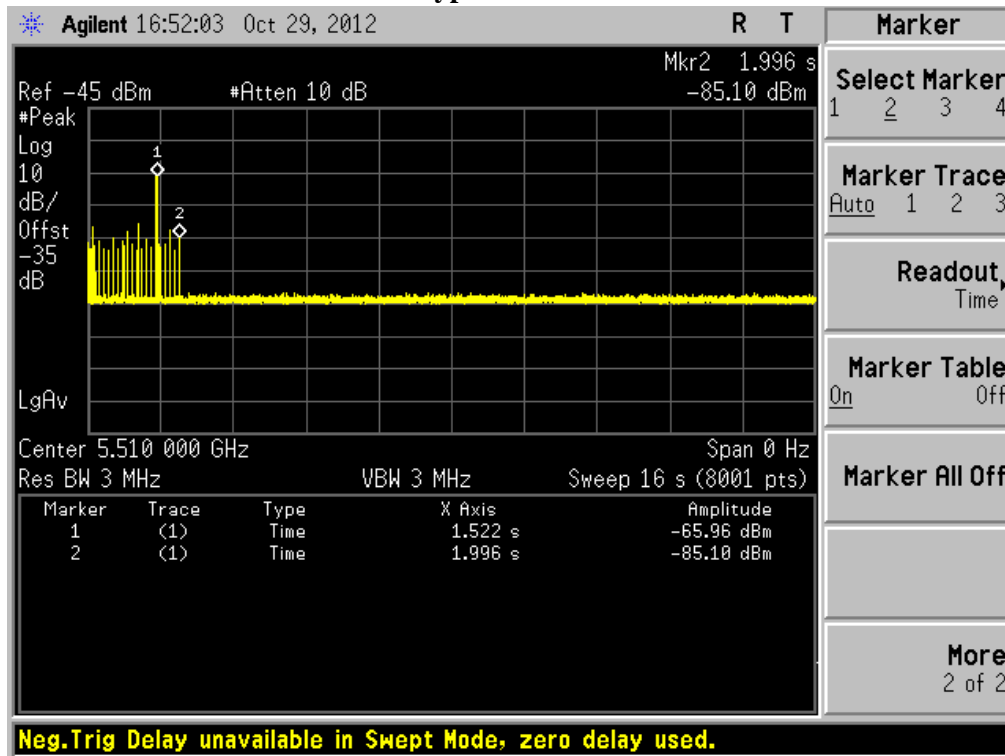 Agilent 16:52:03 Oct 29, 2012 R T
Mkr2 1.996 s
Ref -45 dBm #Atten 10 dB -85.10 dBm
#Peak
Log
10
dB/
Offst
-35
dB
1
2
LgAv
Center 5.510 000 GHz Span 0 Hz
Res BW 3 MHz VBW 3 MHz Sweep 16 s (8001 pts)
Marker Trace Type X Axis Amplitude
1 (1) Time 1.522 s -65.96 dBm
2 (1) Time 1.996 s -85.10 dBm
Neg.Trig Delay unavailable in Swept Mode, zero delay used.
Marker
Select Marker
1 2 3 4
Marker Trace
Auto 1 2 3
Readout
Time
Marker Table
On Off
Marker All Off
More
2 of 2